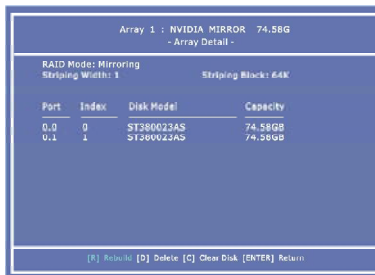 Array 1 : NVIDIA MIRROR 74.58G
- Array Detail -
RAID Mode: Mirroring
Striping Width: 1 Striping Block: 64K
Port Index Disk Model Capacity
0.0 0 ST380023AS 74.58GB
0.1 1 ST380023AS 74.58GB
[R] Rebuild [D] Delete [C] Clear Disk [ENTER] Return